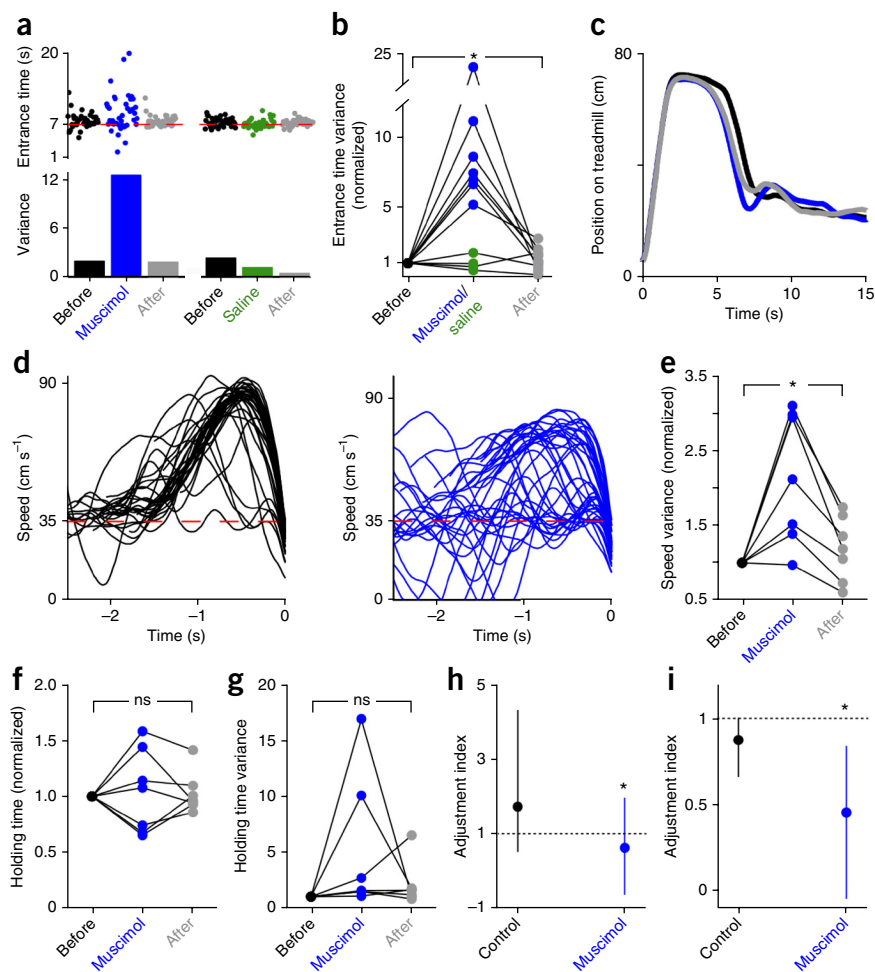 a
Entrance time (s)
20
7
1
Variance
12
6
0
Before
Muscimol
After
Before
Saline
After
b
Entrance time variance
(normalized)
25
10
5
1
*
Before
Muscimol/
saline
After
c
Position on treadmill (cm)
80
0
0
5
10
15
Time (s)
d
Speed (cm s⁻¹)
90
35
0
−2
−1
0
Time (s)
Speed (cm s⁻¹)
90
35
0
−2
−1
0
Time (s)
e
Speed variance (normalized)
3.5
2.5
1.5
0.5
*
Before
Muscimol
After
f
Holding time (normalized)
2.0
1.5
1.0
0.5
0
ns
Before
Muscimol
After
g
Holding time variance
20
15
10
5
0
ns
Before
Muscimol
After
h
Adjustment index
5
3
1
−1
*
Control
Muscimol
i
Adjustment index
1
0.5
0
*
Control
Muscimol